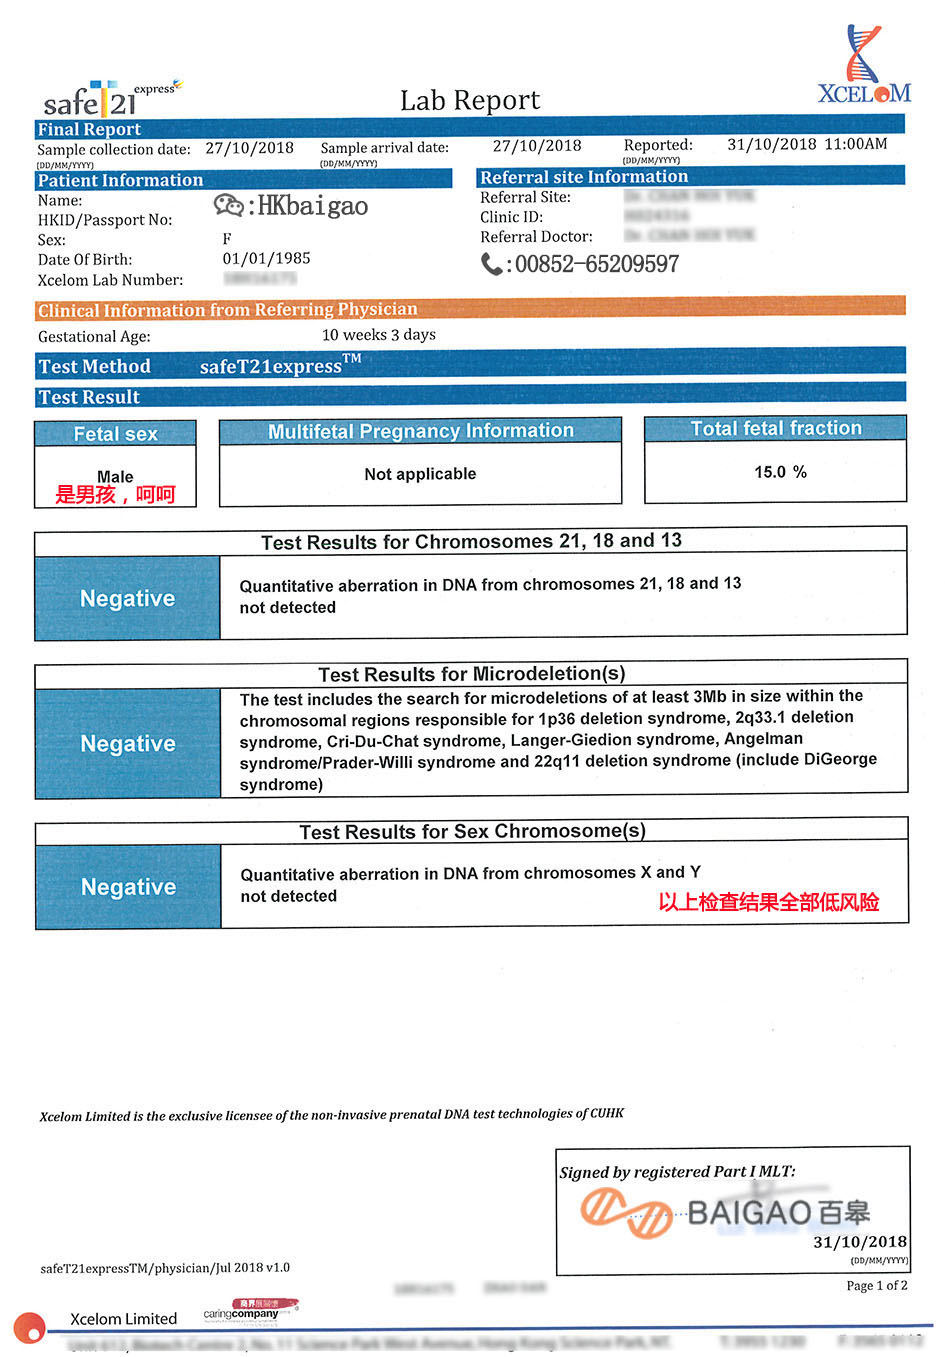 safeT21 express
Lab Report
XCELOM
Final Report
Sample collection date: 27/10/2018 Sample arrival date: 27/10/2018 Reported: 31/10/2018 11:00AM
(DD/MM/YYYY) (DD/MM/YYYY) (DD/MM/YYYY)
Patient Information
Name: :HKbaigao
HKID/Passport No:
Sex: F
Date Of Birth: 01/01/1985
Xcelom Lab Number:
Referral site Information
Referral Site:
Clinic ID:
Referral Doctor:
:00852-65209597
Clinical Information from Referring Physician
Gestational Age: 10 weeks 3 days
Test Method safeT21express™
Test Result
Fetal sex
Male
是男孩，呵呵
Multifetal Pregnancy Information
Not applicable
Total fetal fraction
15.0 %
Test Results for Chromosomes 21, 18 and 13
Negative
Quantitative aberration in DNA from chromosomes 21, 18 and 13
not detected
Test Results for Microdeletion(s)
Negative
The test includes the search for microdeletions of at least 3Mb in size within the
chromosomal regions responsible for 1p36 deletion syndrome, 2q33.1 deletion
syndrome, Cri-Du-Chat syndrome, Langer-Giedion syndrome, Angelman
syndrome/Prader-Willi syndrome and 22q11 deletion syndrome (include DiGeorge
syndrome)
Test Results for Sex Chromosome(s)
Negative
Quantitative aberration in DNA from chromosomes X and Y
not detected
以上检查结果全部低风险
Xcelom Limited is the exclusive licensee of the non-invasive prenatal DNA test technologies of CUHK
Signed by registered Part I MLT:
BAIGAO 百皋
31/10/2018
(DD/MM/YYYY)
safeT21expressTM/physician/Jul 2018 v1.0
Page 1 of 2
Xcelom Limited
商界展關懷
caringcompany